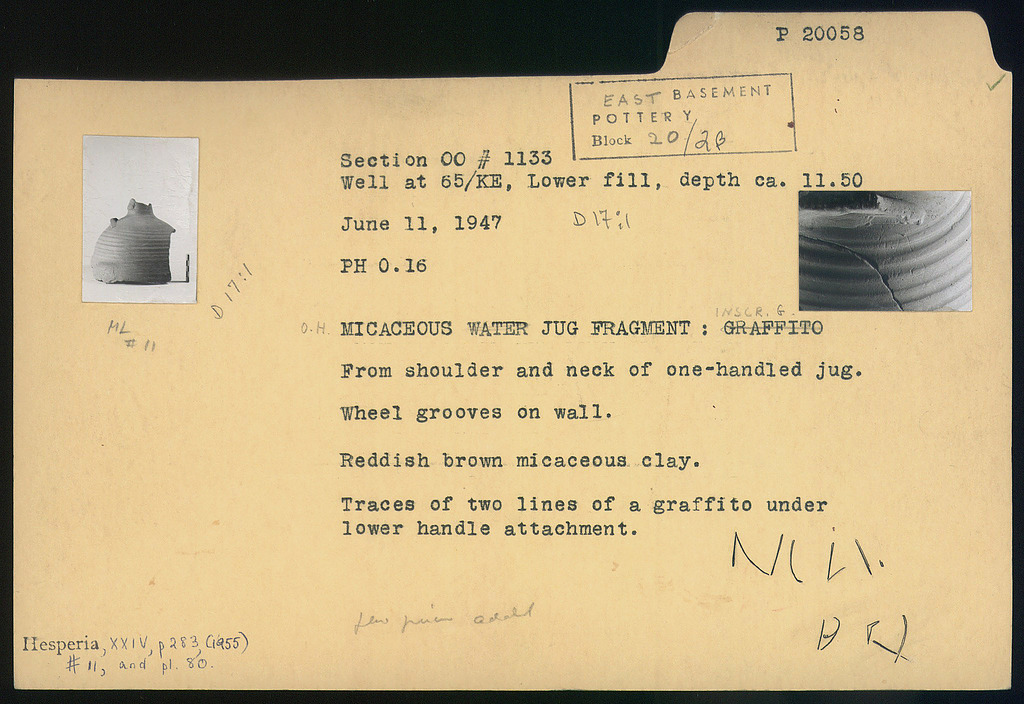 P 20058
EAST BASEMENT
POTTERY
Block 20/2B
Section OO # 1133
Well at 65/KE, Lower fill, depth ca. 11.50
June 11, 1947
D 17:1
PH 0.16
D 17:1
ML
# 11
INSCR. G.
O.H. MICACEOUS WATER JUG FRAGMENT : GRAFFITO
From shoulder and neck of one-handled jug.
Wheel grooves on wall.
Reddish brown micaceous clay.
Traces of two lines of a graffito under
lower handle attachment.
added
Hesperia, XXIV, p 283, (1955)
# 11, and pl. 80.